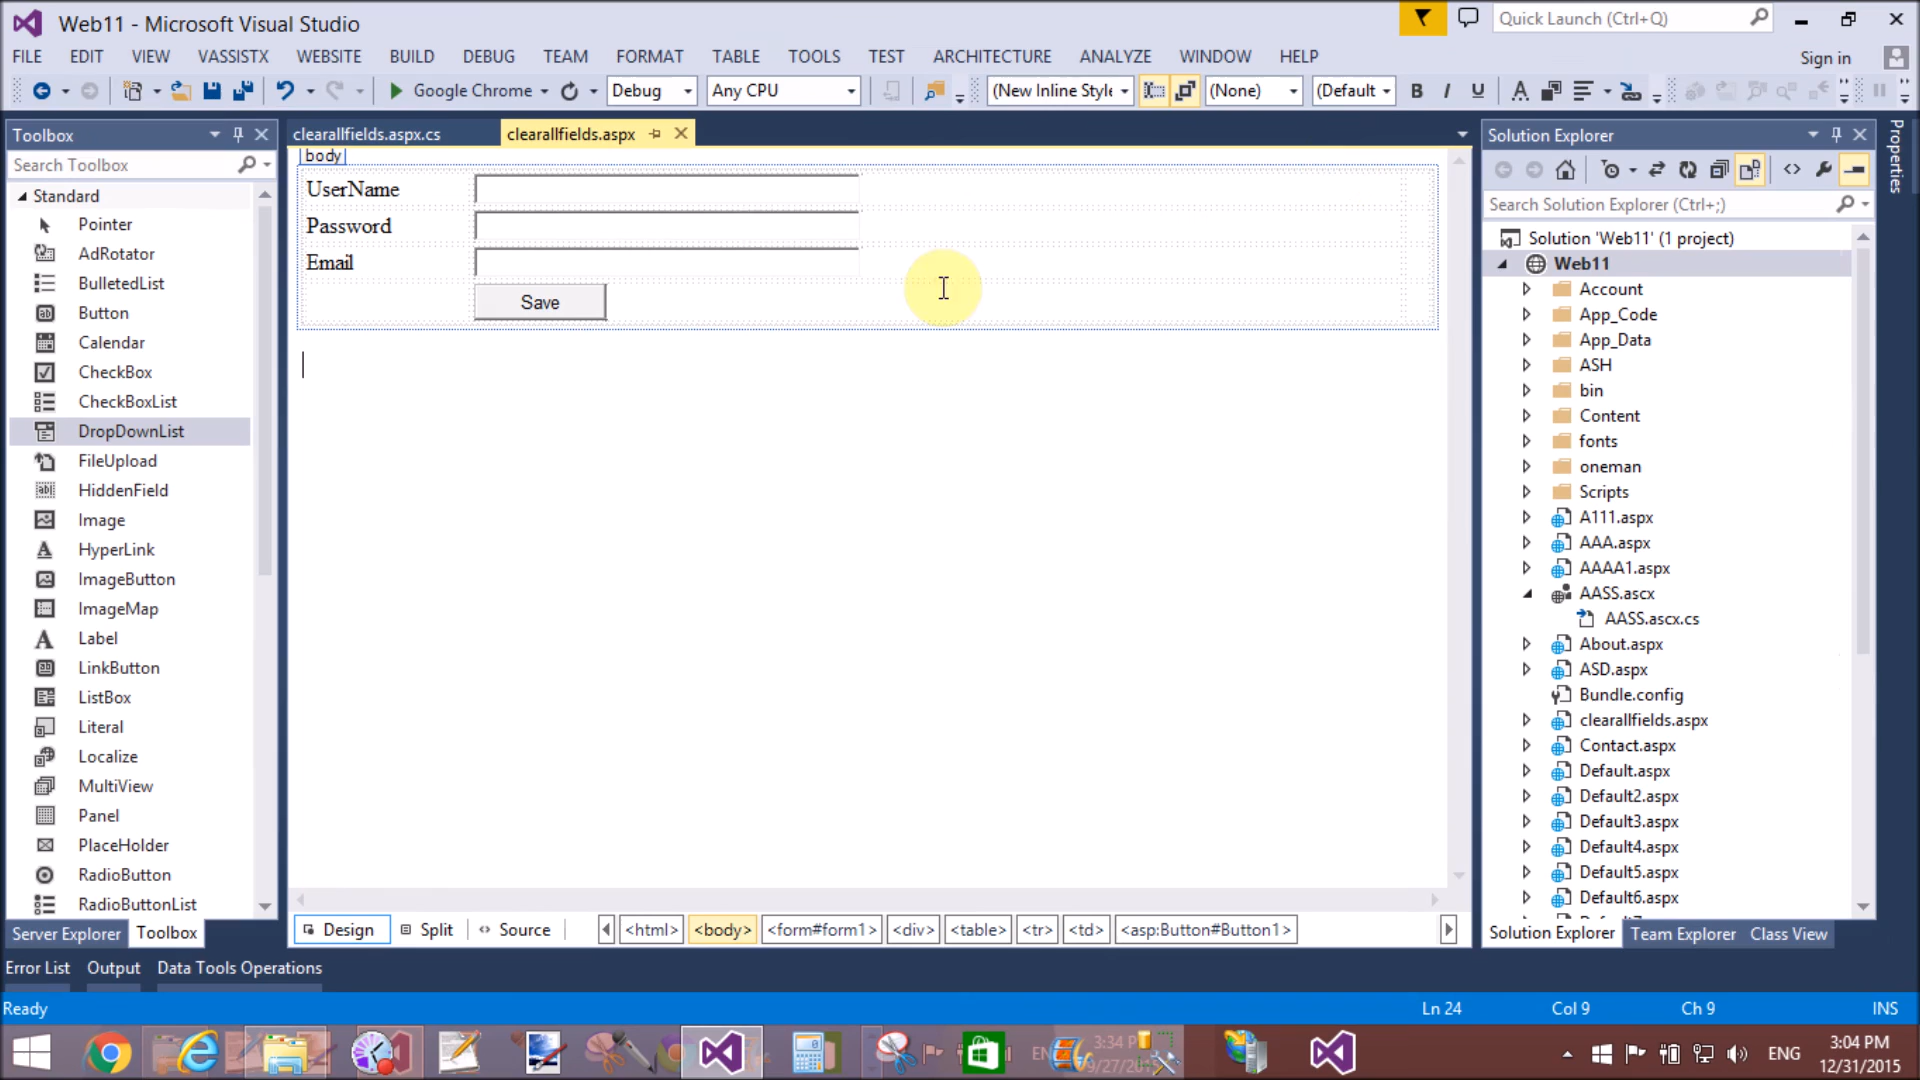 Web11 - Microsoft Visual Studio
Quick Launch (Ctrl+Q)
FILE EDIT VIEW VASSISTX WEBSITE BUILD DEBUG TEAM FORMAT TABLE TOOLS TEST ARCHITECTURE ANALYZE WINDOW HELP
Sign in
Google Chrome Debug Any CPU (New Inline Style (None) (Default B I U A
Toolbox
Search Toolbox
Standard
Pointer
AdRotator
BulletedList
Button
Calendar
CheckBox
CheckBoxList
DropDownList
FileUpload
HiddenField
Image
HyperLink
ImageButton
ImageMap
Label
LinkButton
ListBox
Literal
Localize
MultiView
Panel
PlaceHolder
RadioButton
RadioButtonList
Server Explorer Toolbox
clearallfields.aspx.cs clearallfields.aspx
body
UserName
Password
Email
Save
Design Split Source <html> <body> <form#form1> <div> <table> <tr> <td> <asp:Button#Button1>
Solution Explorer
Search Solution Explorer (Ctrl+;)
Solution 'Web11' (1 project)
Web11
Account
App_Code
App_Data
ASH
bin
Content
fonts
oneman
Scripts
A111.aspx
AAA.aspx
AAAA1.aspx
AASS.ascx
AASS.ascx.cs
About.aspx
ASD.aspx
Bundle.config
clearallfields.aspx
Contact.aspx
Default.aspx
Default2.aspx
Default3.aspx
Default4.aspx
Default5.aspx
Default6.aspx
Solution Explorer Team Explorer Class View
Properties
Error List Output Data Tools Operations
Ready Ln 24 Col 9 Ch 9 INS
3:34 PM
ENG
3:04 PM
12/31/2015